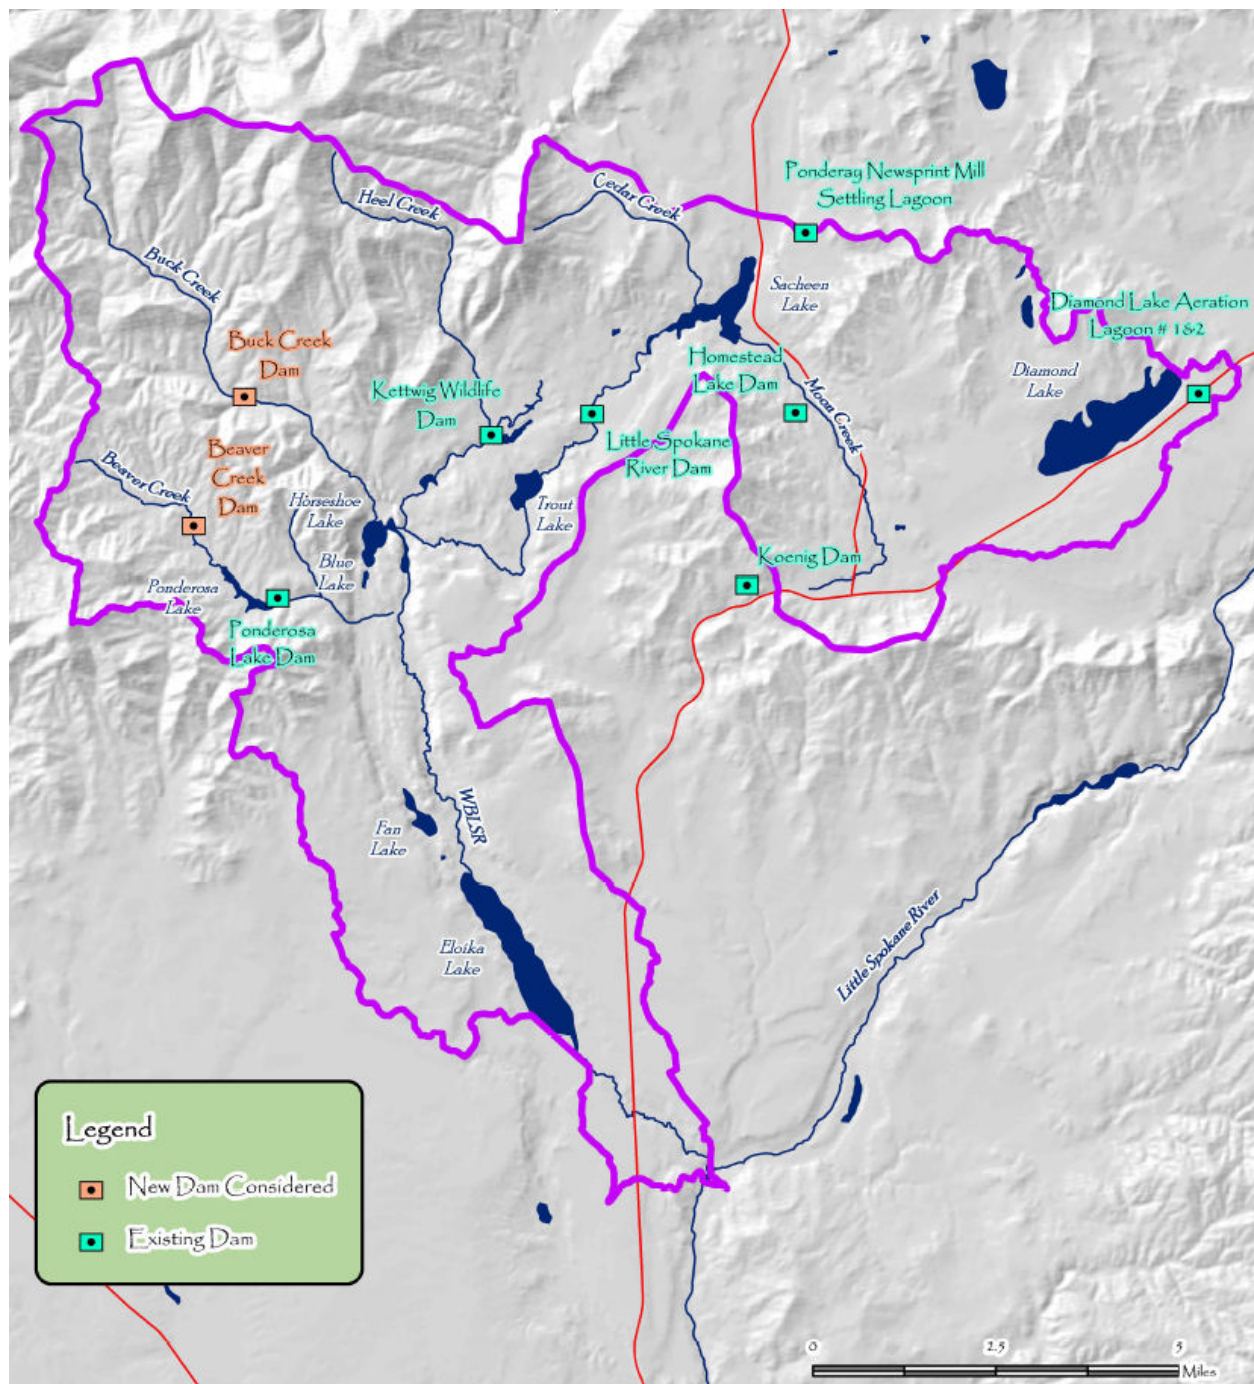 Ponderay Newsprint Mill
Settling Lagoon
Cedar Creek
Heel Creek
Buck Creek
Sacheen
Lake
Diamond Lake Aeration
Lagoon # 1&2
Buck Creek
Dam
Homestead
Lake Dam
Diamond
Lake
Kettwig Wildlife
Dam
Moon Creek
Little Spokane
River Dam
Beaver
Creek
Dam
Beaver Creek
Horseshoe
Lake
Trout
Lake
Koenig Dam
Blue
Lake
Ponderosa
Lake
Ponderosa
Lake Dam
WBLSR
Fan
Lake
Eloika
Lake
Little Spokane River
Legend
New Dam Considered
Existing Dam
0 2.5 5
Miles